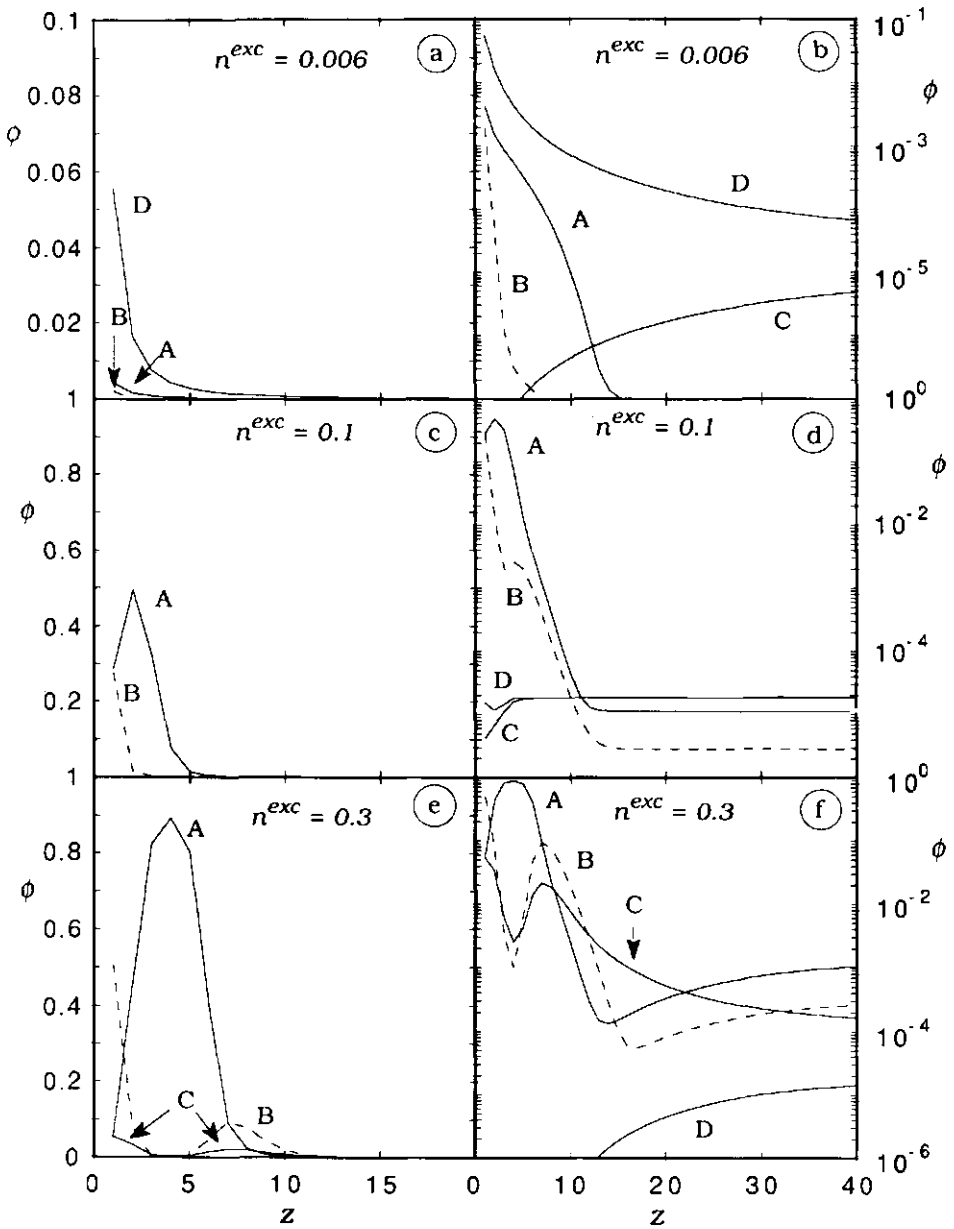 0.1
n^exc = 0.006
a
0.08
φ
0.06
D
0.04
B
0.02
A
1
n^exc = 0.006
b
10^-1
φ
10^-3
D
A
B
10^-5
C
10^0
n^exc = 0.1
c
0.8
φ
0.6
A
0.4
B
0.2
1
n^exc = 0.1
d
A
φ
10^-2
B
10^-4
D
C
10^0
n^exc = 0.3
e
A
0.8
φ
0.6
0.4
0.2
C
B
0
0
5
10
15
z
n^exc = 0.3
f
A
φ
B
10^-2
C
10^-4
D
10^-6
0
10
20
30
40
z